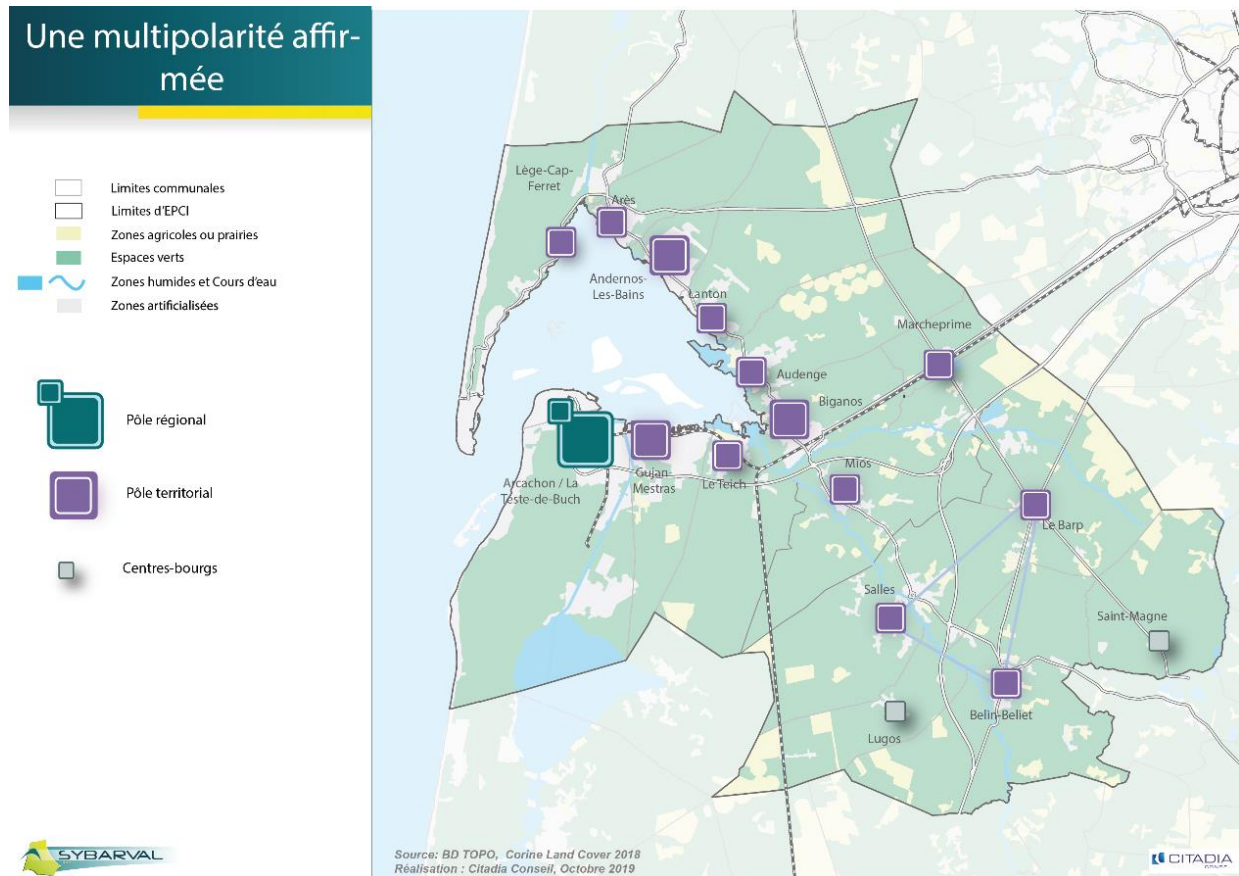 Une multipolarité affir-
mée
Limites communales
Limites d'EPCI
Zones agricoles ou prairies
Espaces verts
Zones humides et Cours d'eau
Zones artificialisées
Pôle régional
Pôle territorial
Centres-bourgs
SYBARVAL
Lège-Cap-
Ferret
Arès
Andernos-
Les-Bains
Lanton
Marcheprime
Audenge
Biganos
Arcachon / La
Teste-de-Buch
Gujan-
Mestras
Le Teich
Mios
Le Barp
Salles
Saint-Magne
Belin-Beliet
Lugos
Source: BD TOPO, Corine Land Cover 2018
Réalisation : Citadia Conseil, Octobre 2019
CITADIA